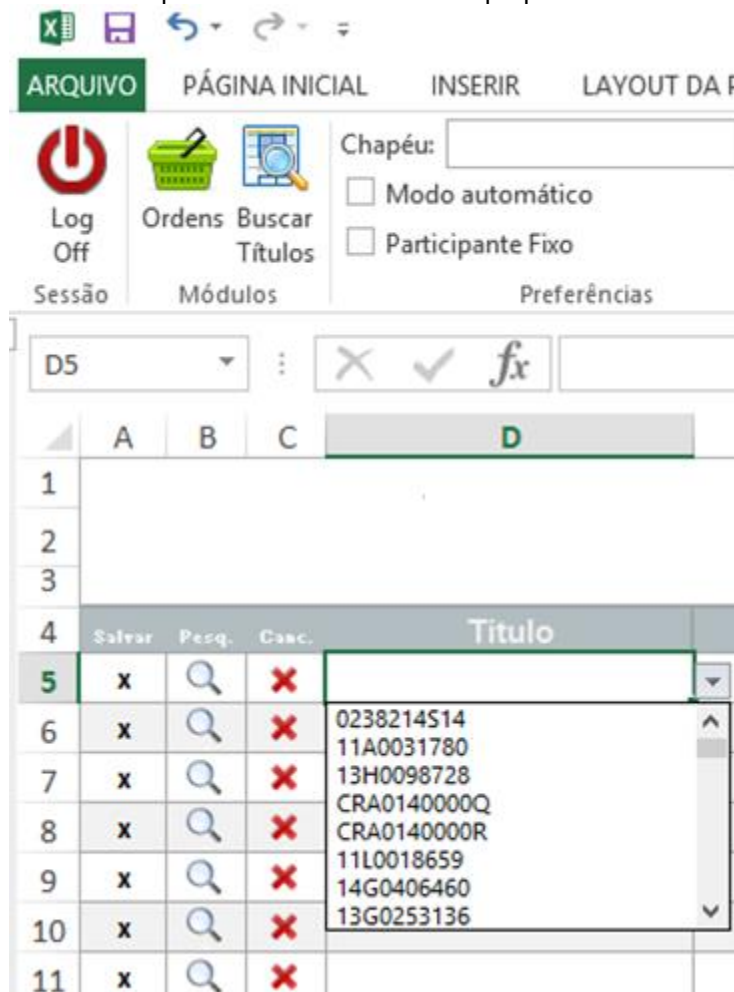 ARQUIVO PÁGINA INICIAL INSERIR LAYOUT DA
Log Off
Ordens
Buscar Títulos
Chapéu:
Modo automático
Participante Fixo
Sessão Módulos Preferências
D5 fx
A B C D
1
2
3
4 Salvar Pesq. Canc. Título
5 x
6 x
7 x
8 x
9 x
10 x
11 x
0238214S14
11A0031780
13H0098728
CRA0140000Q
CRA0140000R
11L0018659
14G0406460
13G0253136